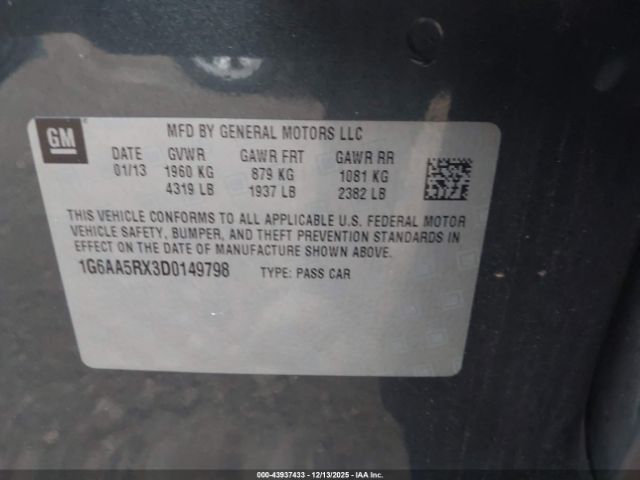 GM
MFD BY GENERAL MOTORS LLC
DATE GVWR GAWR FRT GAWR RR
01/13 1960 KG 879 KG 1081 KG
4319 LB 1937 LB 2382 LB
THIS VEHICLE CONFORMS TO ALL APPLICABLE U.S. FEDERAL MOTOR
VEHICLE SAFETY, BUMPER, AND THEFT PREVENTION STANDARDS IN
EFFECT ON THE DATE OF MANUFACTURE SHOWN ABOVE.
1G6AA5RX3D0149798 TYPE: PASS CAR
000-43937433 - 12/13/2025 - IAA Inc.